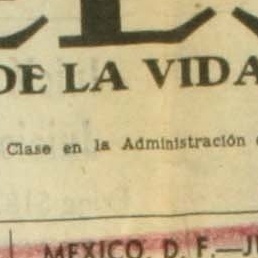 DE LA VIDA
Clase en la Administración
MEXICO, D. F.—J